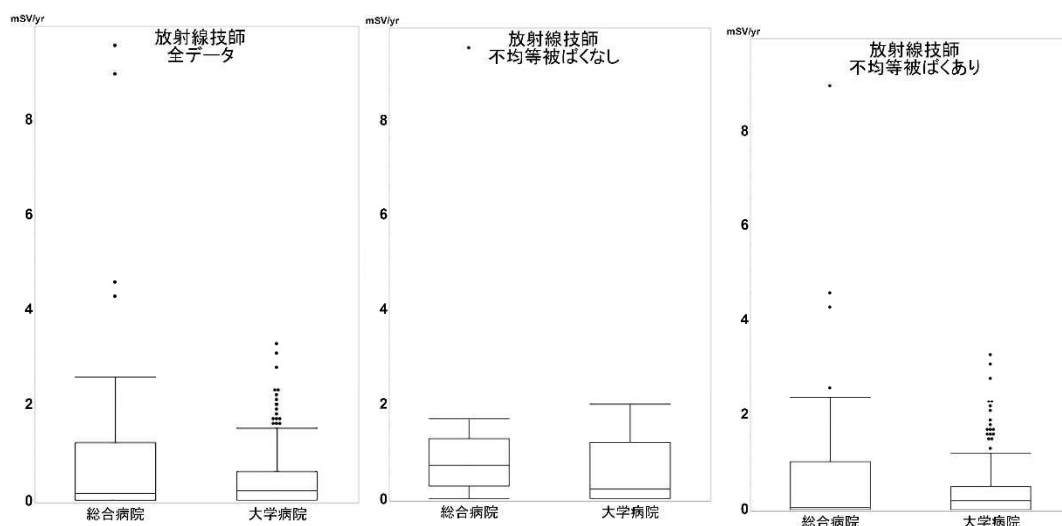 mSV/yr
放射線技師
全データ
8
6
4
2
0
総合病院
大学病院
mSV/yr
放射線技師
不均等被ばくなし
8
6
4
2
0
総合病院
大学病院
mSV/yr
放射線技師
不均等被ばくあり
8
6
4
2
0
総合病院
大学病院